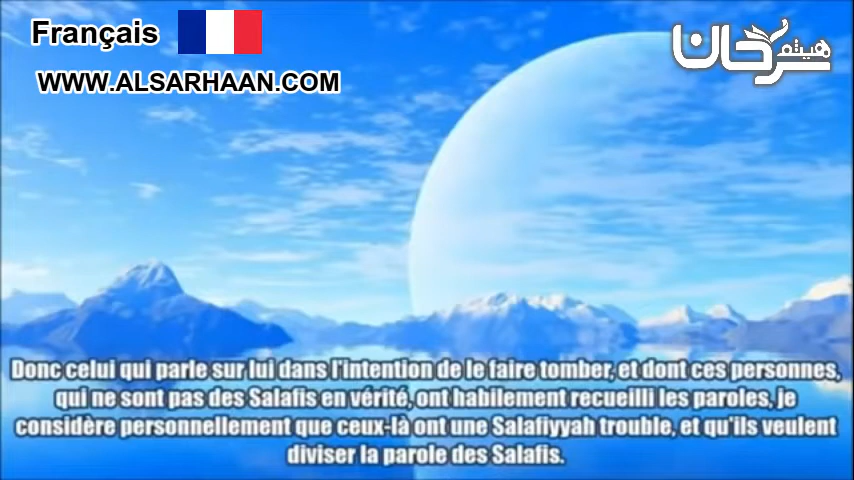 Français
WWW.ALSARHAAN.COM
هيثم سرحان
Donc celui qui parle sur lui dans l'intention de le faire tomber, et dont ces personnes,
qui ne sont pas des Salafis en vérité, ont habilement recueilli les paroles, je
considère personnellement que ceux-là ont une Salafiyyah trouble, et qu'ils veulent
diviser la parole des Salafis.